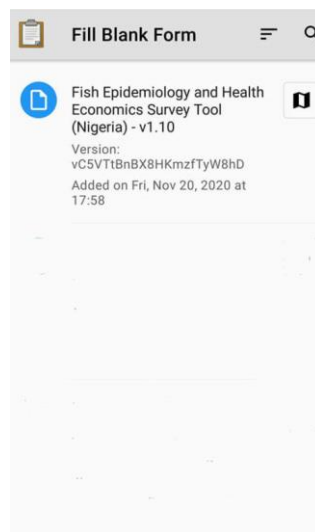 Fill Blank Form
Fish Epidemiology and Health
Economics Survey Tool
(Nigeria) - v1.10
Version:
vC5VTtBnBX8HKmzfTyW8hD
Added on Fri, Nov 20, 2020 at
17:58